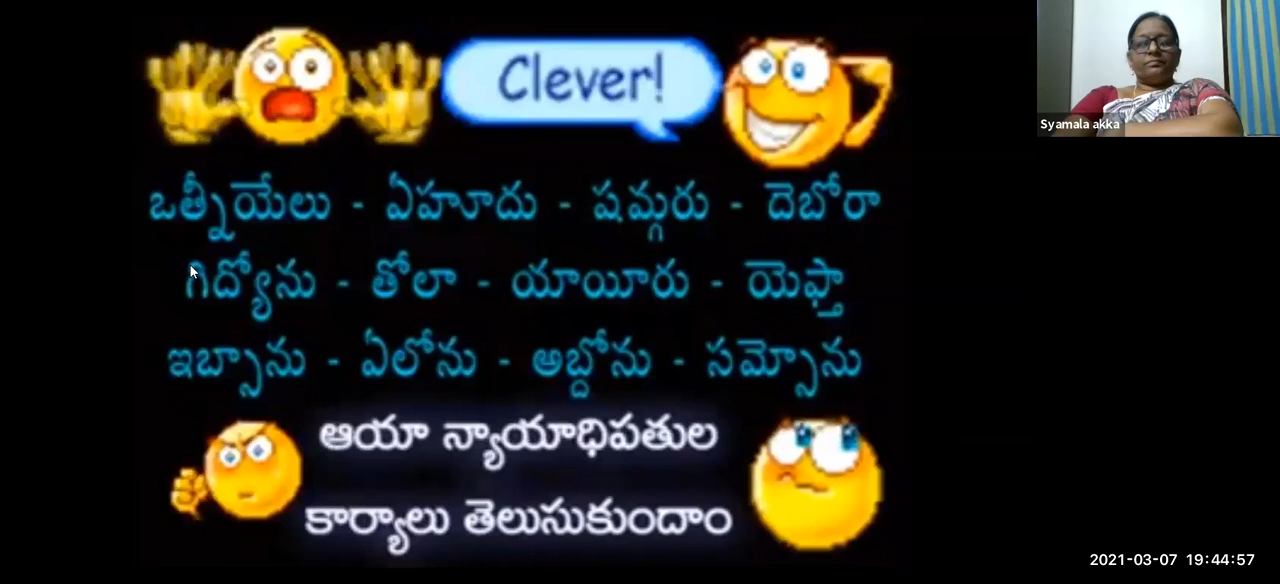 Clever!
Syamala akka
ఒత్నీయేలు - ఏహూదు - షమ్గరు - దెబోరా
గిద్యోను - తోలా - యాయీరు - యెఫ్తా
ఇబ్సాను - ఏలోను - అబ్దోను - సమ్సోను
ఆయా న్యాయాధిపతుల
కార్యాలు తెలుసుకుందాం
2021-03-07 19:44:57